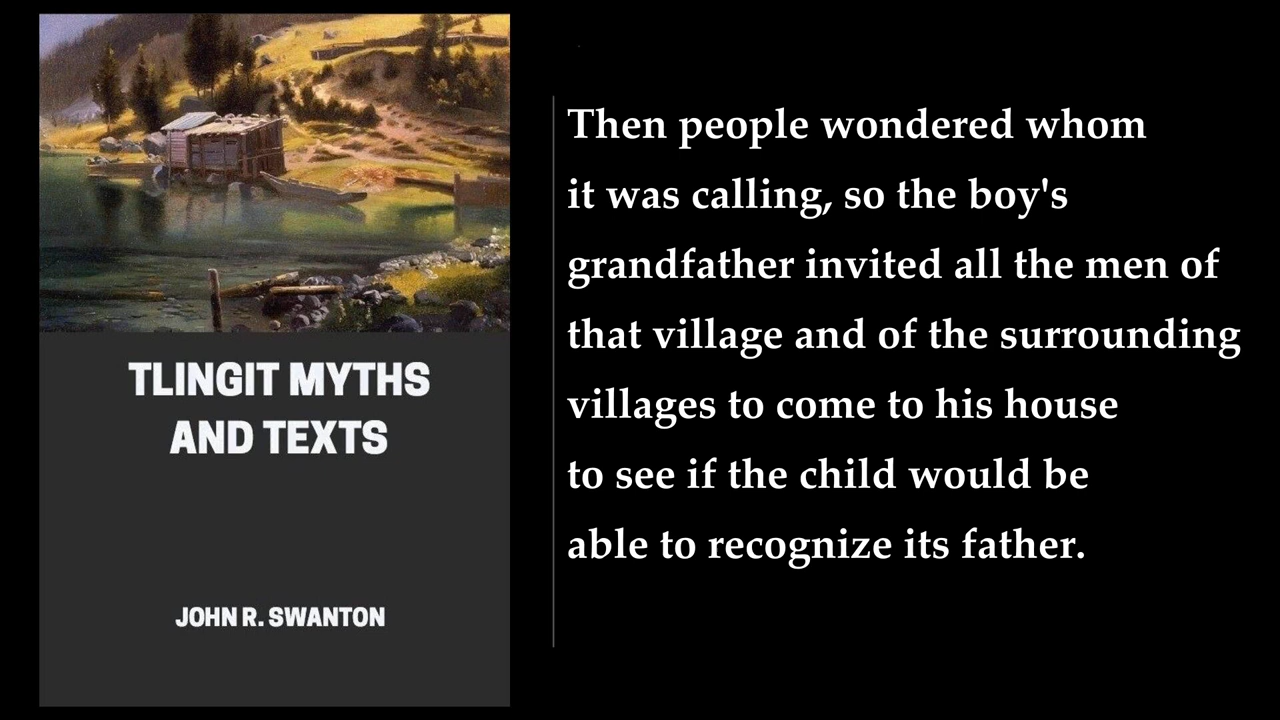 TLINGIT MYTHS
AND TEXTS
JOHN R. SWANTON
Then people wondered whom
it was calling, so the boy's
grandfather invited all the men of
that village and of the surrounding
villages to come to his house
to see if the child would be
able to recognize its father.